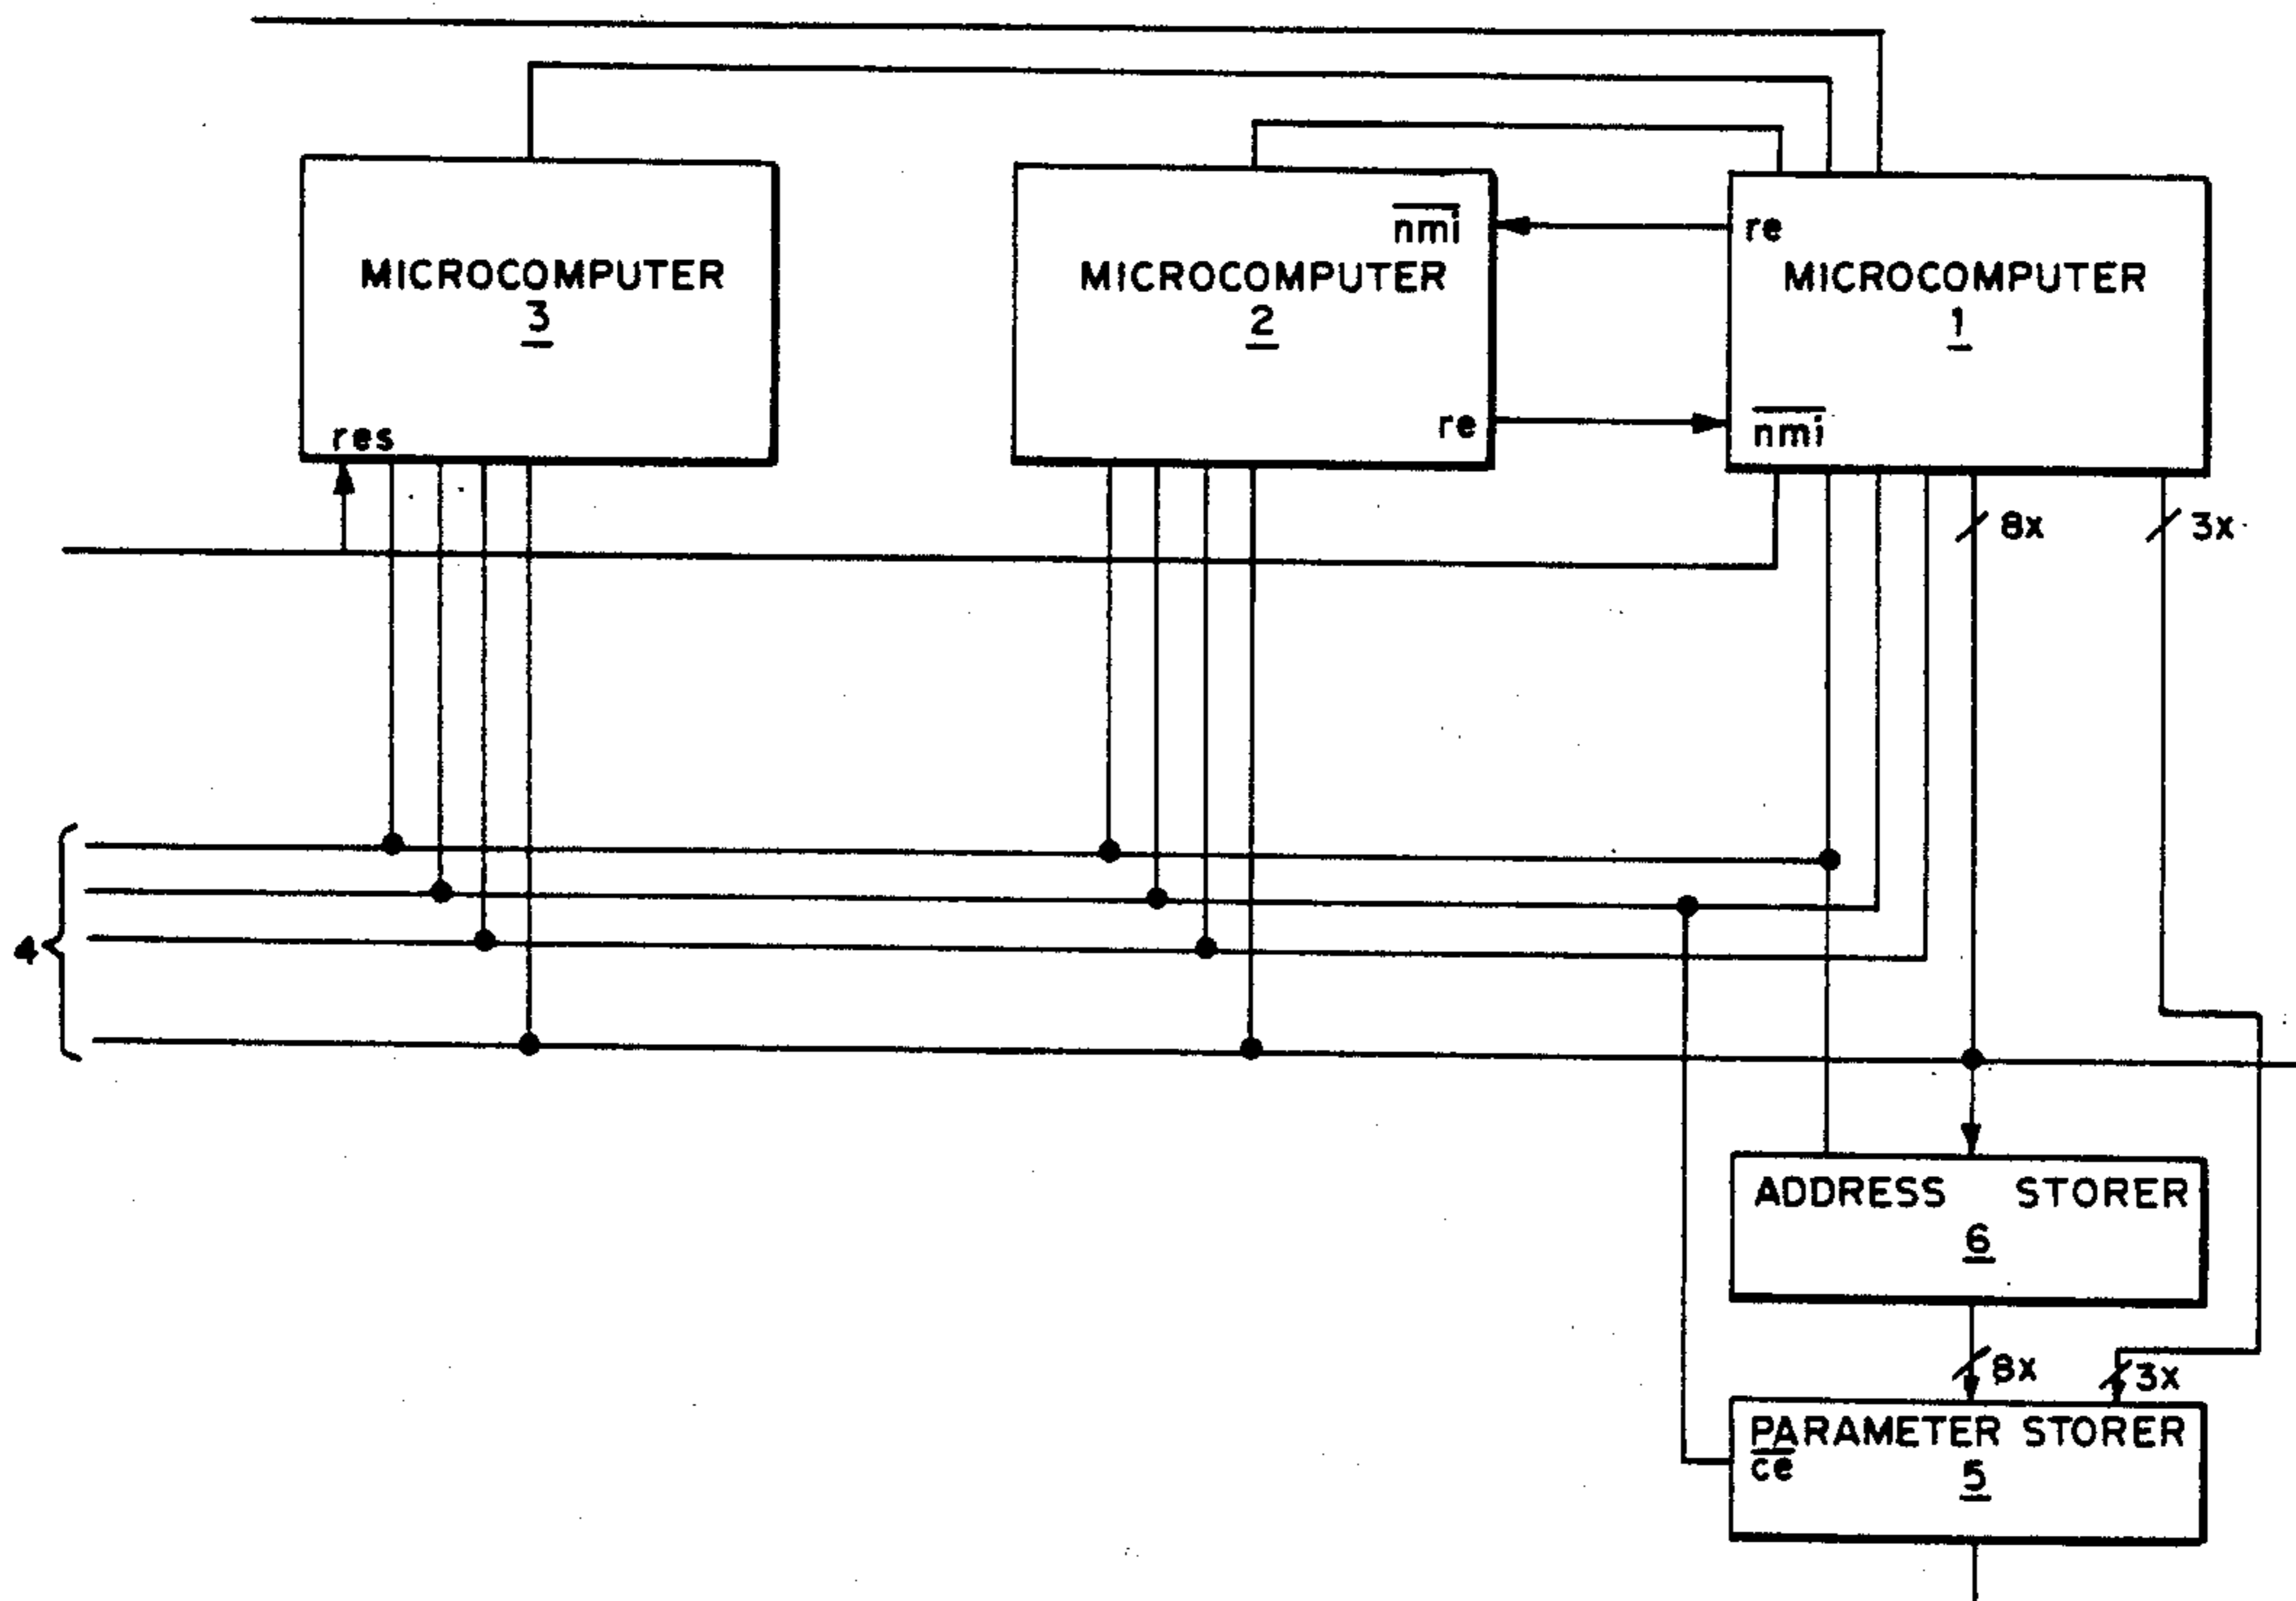 MICROCOMPUTER
3
res
nmi
MICROCOMPUTER
2
re
re
MICROCOMPUTER
1
nmi
8x
3x
4
ADDRESS STORER
6
8x
3x
PARAMETER STORER
ce
5